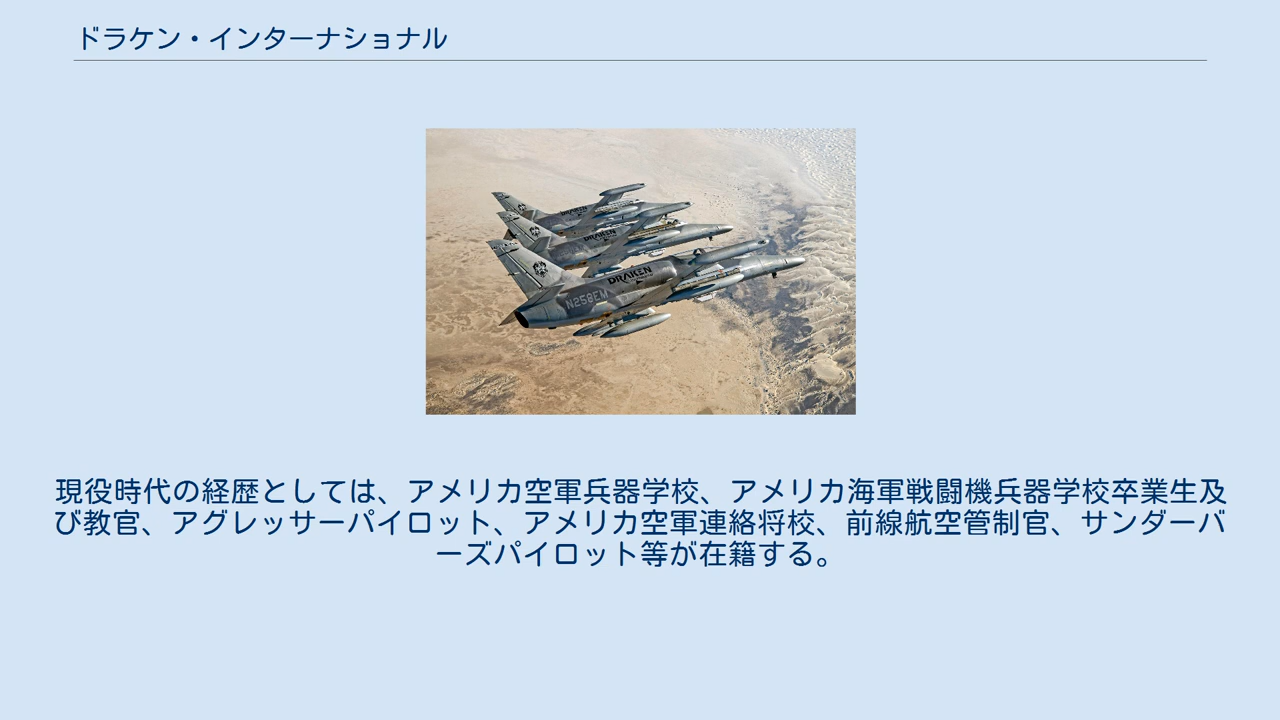 ドラケン・インターナショナル
DRAKEN
DRAKEN
DRAKEN
N258EM
現役時代の経歴としては、アメリカ空軍兵器学校、アメリカ海軍戦闘機兵器学校卒業生及
び教官、アグレッサーパイロット、アメリカ空軍連絡将校、前線航空管制官、サンダーバ
ーズパイロット等が在籍する。